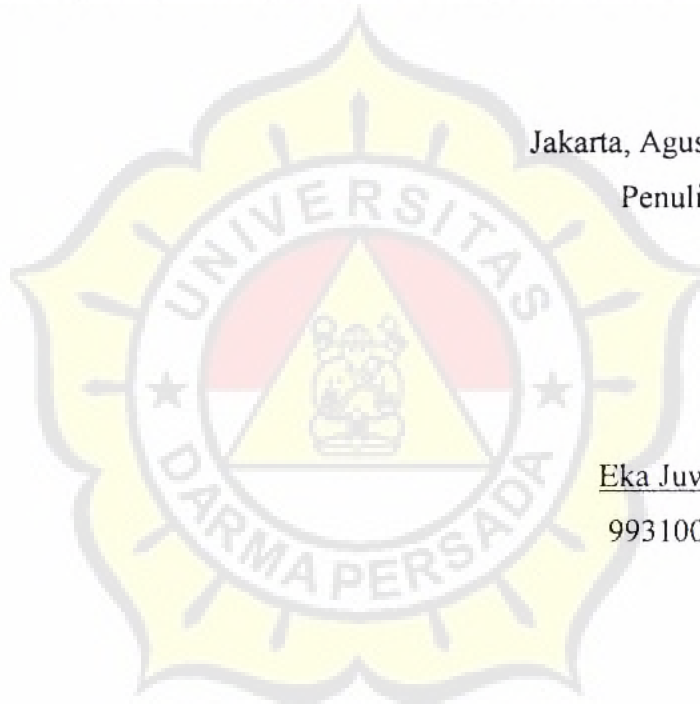 Jakarta, Agus
Penuli
UNIVERSITAS
Eka Juv
993100
DARMA PERSADA